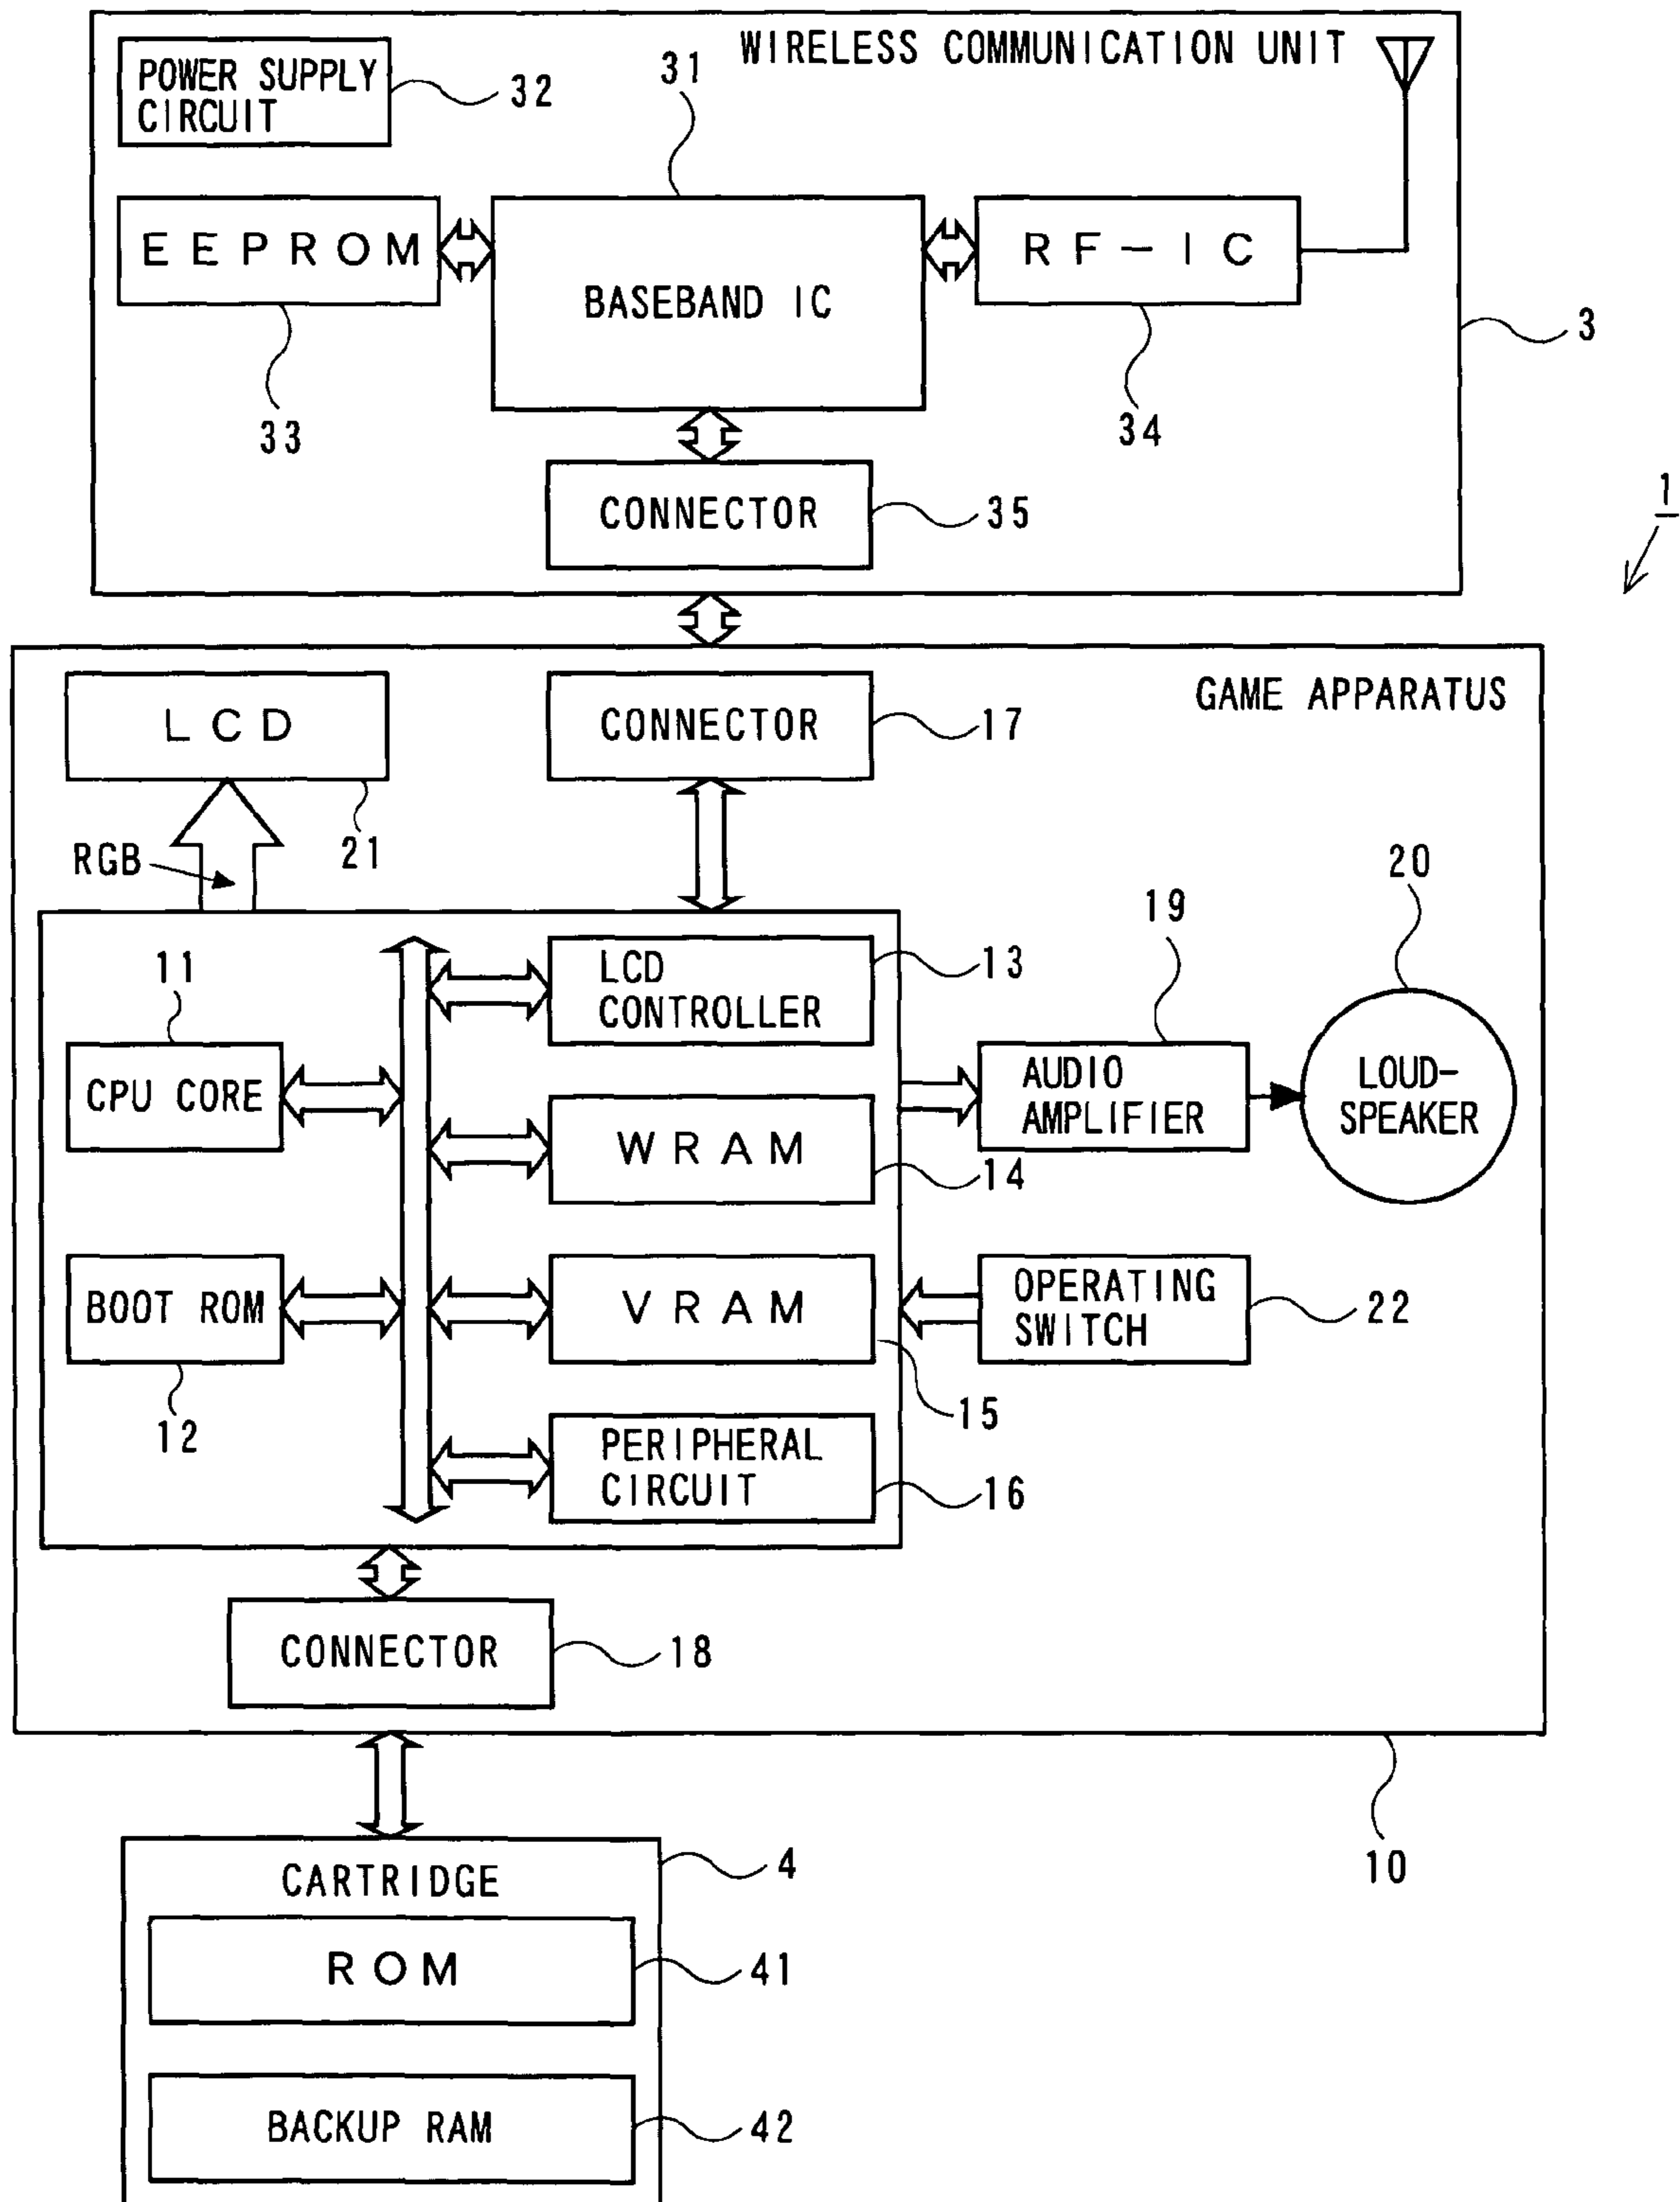 WIRELESS COMMUNICATION UNIT
POWER SUPPLY
CIRCUIT
32
31
EEPROM
BASEBAND IC
RF-IC
3
33
34
CONNECTOR
35
1
GAME APPARATUS
LCD
CONNECTOR
17
21
RGB
20
19
11
LCD
CONTROLLER
13
CPU CORE
AUDIO
AMPLIFIER
LOUD-
SPEAKER
WRAM
14
BOOT ROM
VRAM
OPERATING
SWITCH
22
15
12
PERIPHERAL
CIRCUIT
16
CONNECTOR
18
10
CARTRIDGE
4
ROM
41
BACKUP RAM
42